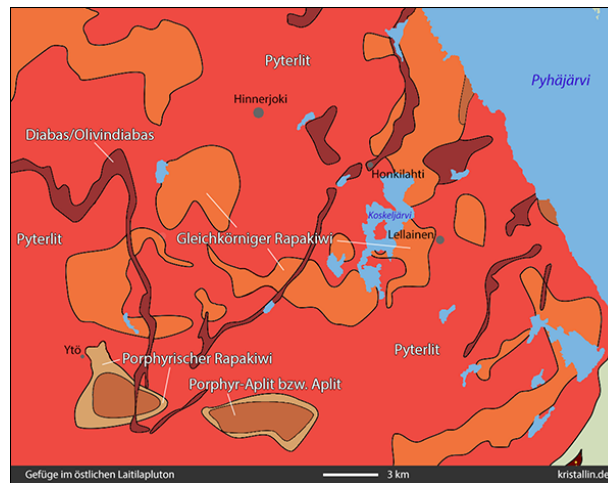 Pyterlit
Pyhäjärvi
Hinnerjoki
Diabas/Olivindiabas
Honkilahti
Koskeljärvi
Pyterlit
Gleichkörniger Rapakiwi
Lellainen
Ytö
Pyterlit
Porphyrischer Rapakiwi
Porphyr-Aplit bzw. Aplit
Gefüge im östlichen Laitilapluton
3 km
kristallin.de